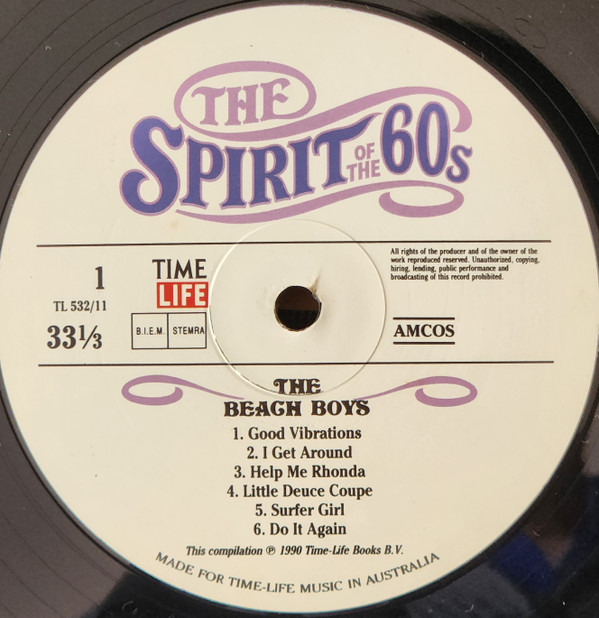 THE
SPIRIT OF THE 60s
1
TL 532/11
33⅓
TIME
LIFE
B.I.E.M. STEMRA
All rights of the producer and of the owner of the
work reproduced reserved. Unauthorized, copying,
hiring, lending, public performance and
broadcasting of this record prohibited.
AMCOS
THE
BEACH BOYS
1. Good Vibrations
2. I Get Around
3. Help Me Rhonda
4. Little Deuce Coupe
5. Surfer Girl
6. Do It Again
This compilation ℗ 1990 Time-Life Books B.V.
MADE FOR TIME-LIFE MUSIC IN AUSTRALIA